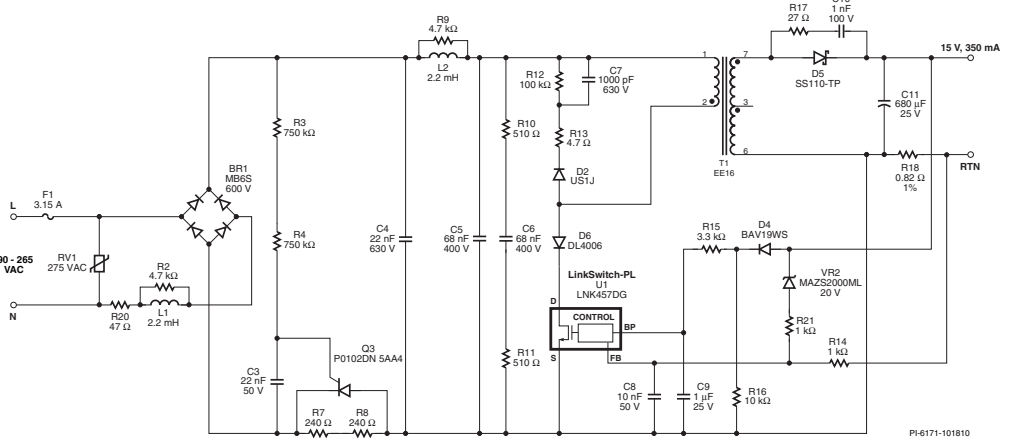 R17
27 Ω
1 nF
100 V
R9
4.7 kΩ
L2
2.2 mH
15 V, 350 mA
D5
SS110-TP
R12
100 kΩ
C7
1000 pF
630 V
1
2
7
3
6
T1
EE16
C11
680 µF
25 V
R3
750 kΩ
R10
510 Ω
R13
4.7 Ω
D2
US1J
R18
0.82 Ω
1%
RTN
BR1
MB6S
600 V
L
F1
3.15 A
R4
750 kΩ
C4
22 nF
630 V
C5
68 nF
400 V
C6
68 nF
400 V
D6
DL4006
R15
3.3 kΩ
D4
BAV19WS
90 - 265
VAC
RV1
275 VAC
R2
4.7 kΩ
L1
2.2 mH
N
R20
47 Ω
LinkSwitch-PL
U1
LNK457DG
D
CONTROL
BP
S
FB
VR2
MAZS2000ML
20 V
R21
1 kΩ
R14
1 kΩ
Q3
P0102DN 5AA4
C3
22 nF
50 V
R7
240 Ω
R8
240 Ω
R11
510 Ω
C8
10 nF
50 V
C9
1 µF
25 V
R16
10 kΩ
PI-6171-101810